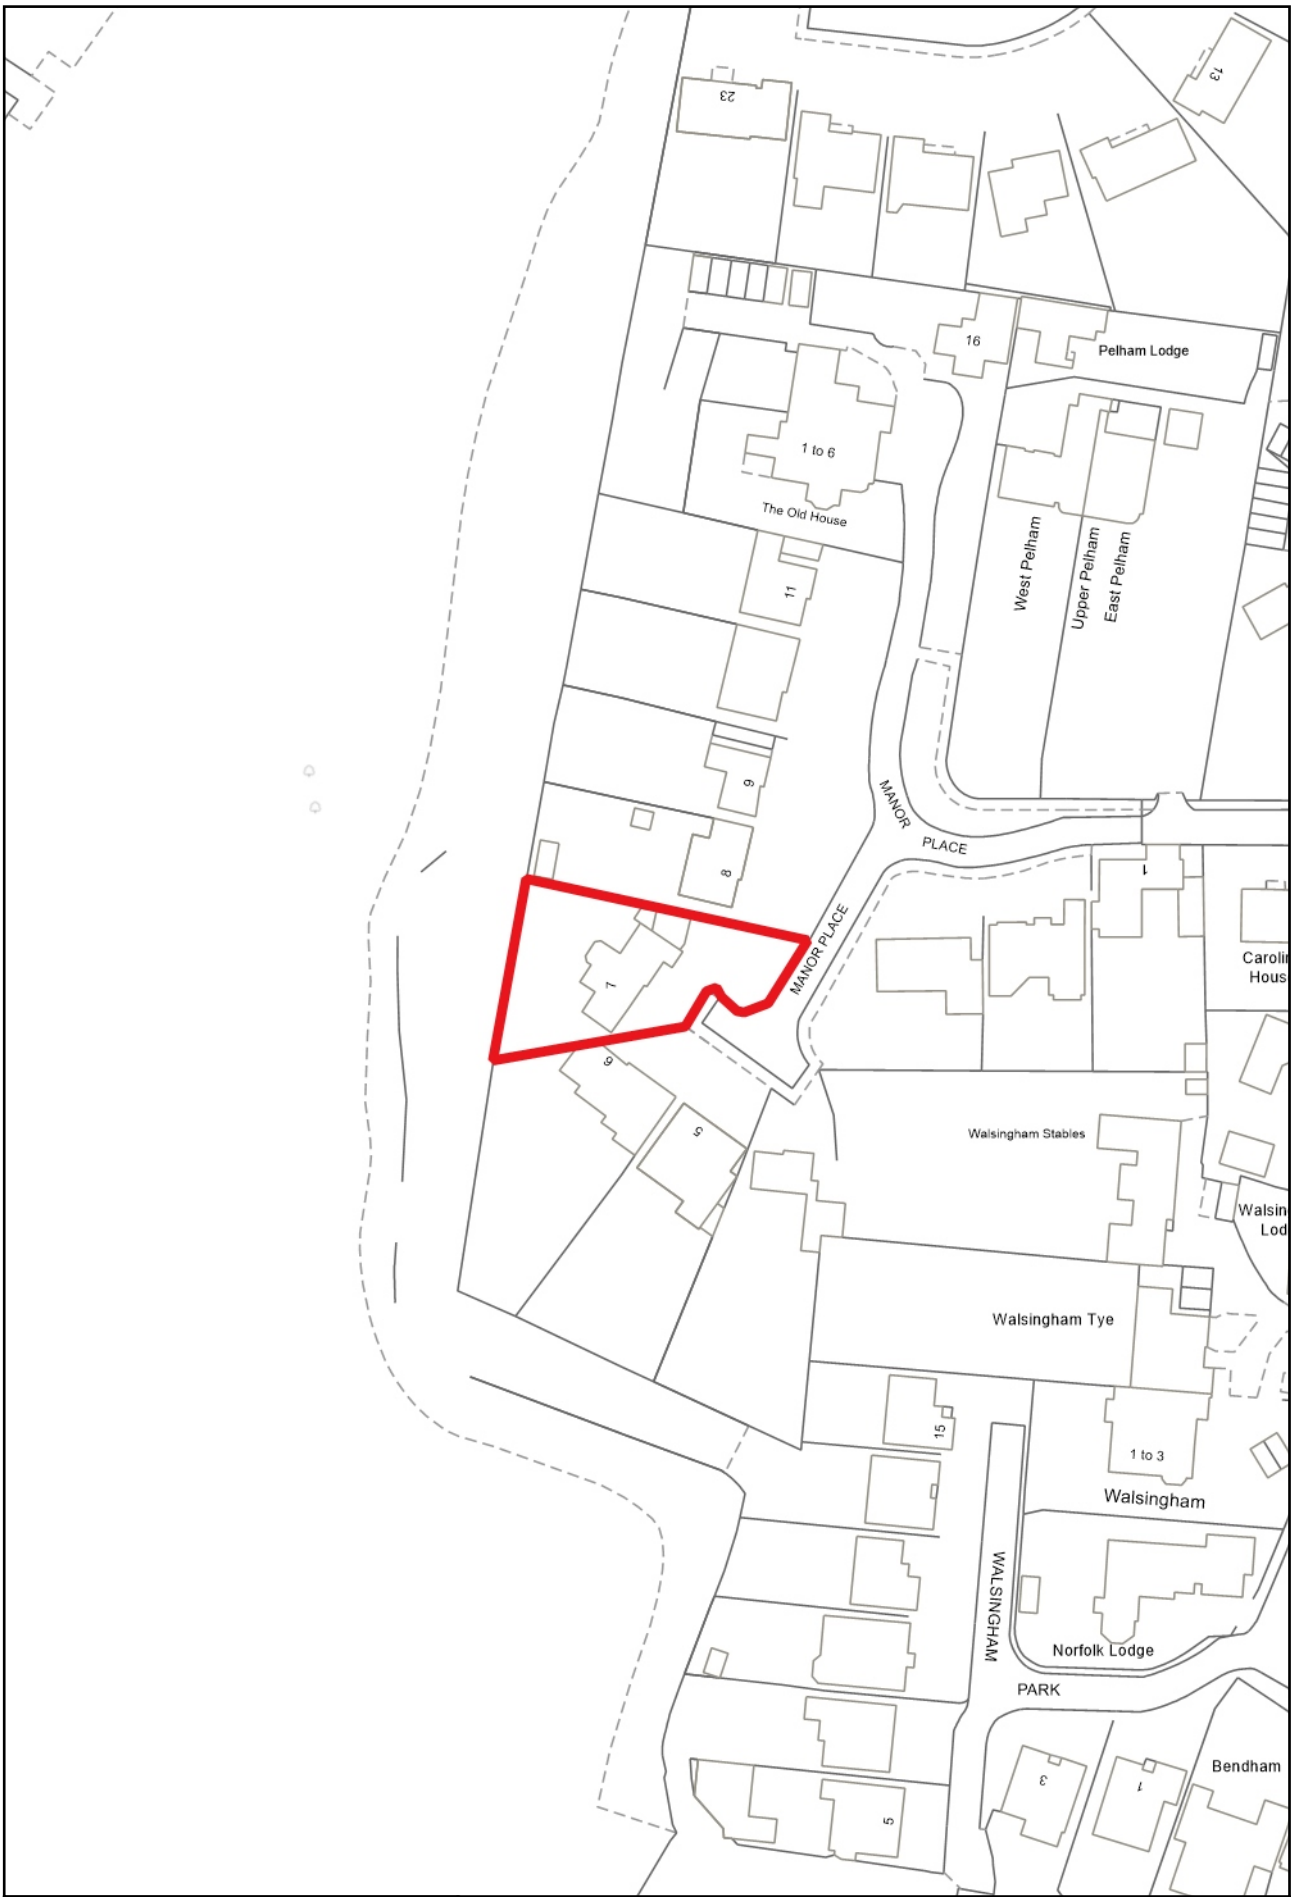 23
13
16
Pelham Lodge
1 to 6
The Old House
West Pelham
Upper Pelham
East Pelham
11
9
MANOR
PLACE
8
1
MANOR PLACE
7
6
5
Walsingham Stables
Walsingham Tye
15
1 to 3
Walsingham
WALSINGHAM
Norfolk Lodge
PARK
Bendham
3
1
5